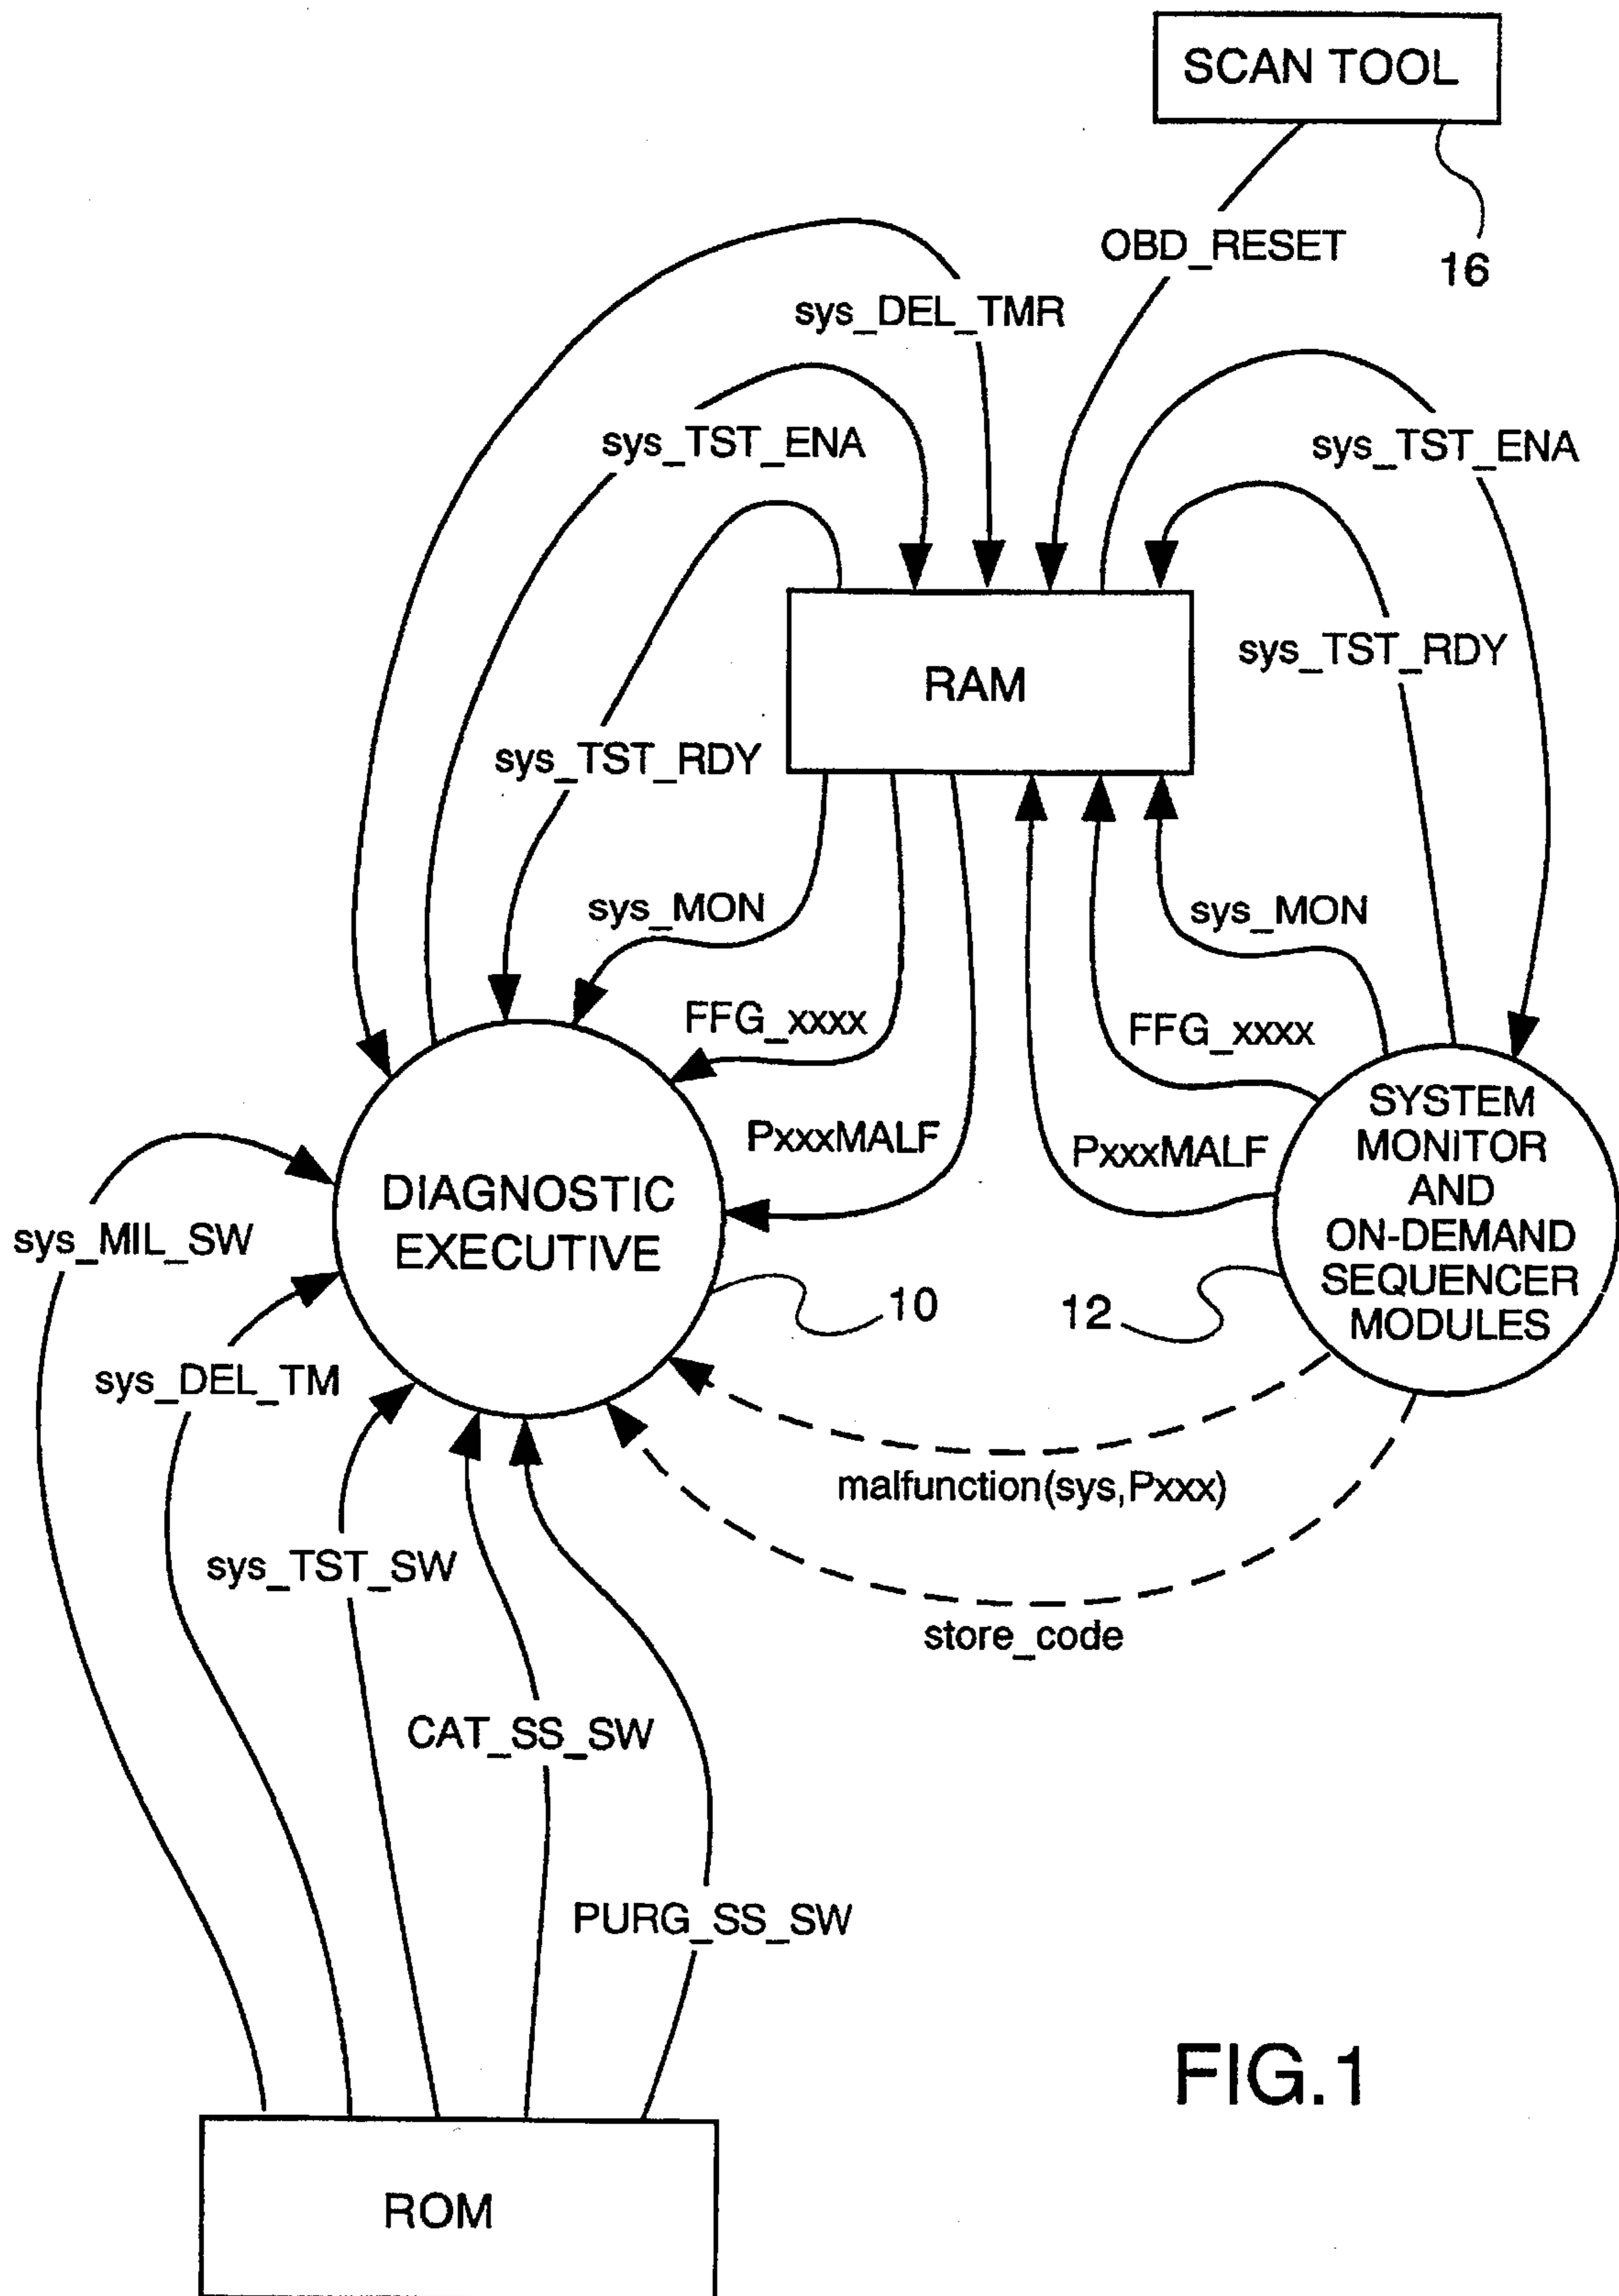 SCAN TOOL
OBD_RESET
16
sys_DEL_TMR
sys_TST_ENA
sys_TST_ENA
sys_TST_RDY
RAM
sys_TST_RDY
sys_MON
sys_MON
FFG_xxxx
FFG_xxxx
PxxxMALF
PxxxMALF
SYSTEM
MONITOR
AND
ON-DEMAND
SEQUENCER
MODULES
DIAGNOSTIC
EXECUTIVE
sys_MIL_SW
10
12
sys_DEL_TM
malfunction(sys,Pxxx)
sys_TST_SW
store_code
CAT_SS_SW
PURG_SS_SW
FIG.1
ROM